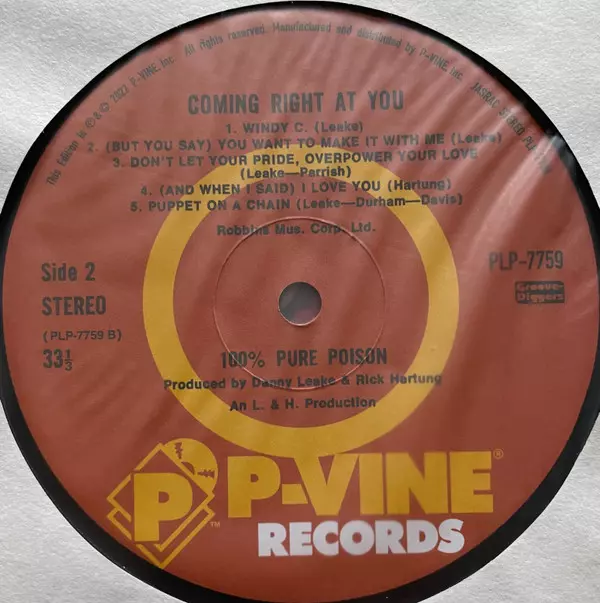 This Edition is ℗ & © 2022 P-VINE, Inc. All rights reserved. Manufactured and distributed by P-VINE, Inc. JASRAC STEREO
COMING RIGHT AT YOU
1. WINDY C. (Leake)
2. (BUT YOU SAY) YOU WANT TO MAKE IT WITH ME (Leake)
3. DON'T LET YOUR PRIDE, OVERPOWER YOUR LOVE
(Leake—Parrish)
4. (AND WHEN I SAID) I LOVE YOU (Hartung)
5. PUPPET ON A CHAIN (Leake—Durham—Davis)
Robbins Mus. Corp. Ltd.
Side 2
STEREO
(PLP-7759 B)
33⅓
PLP-7759
Groove-
Diggers
100% PURE POISON
Produced by Danny Leake & Rick Hartung
An L. & H. Production
P
TM
P-VINE®
RECORDS